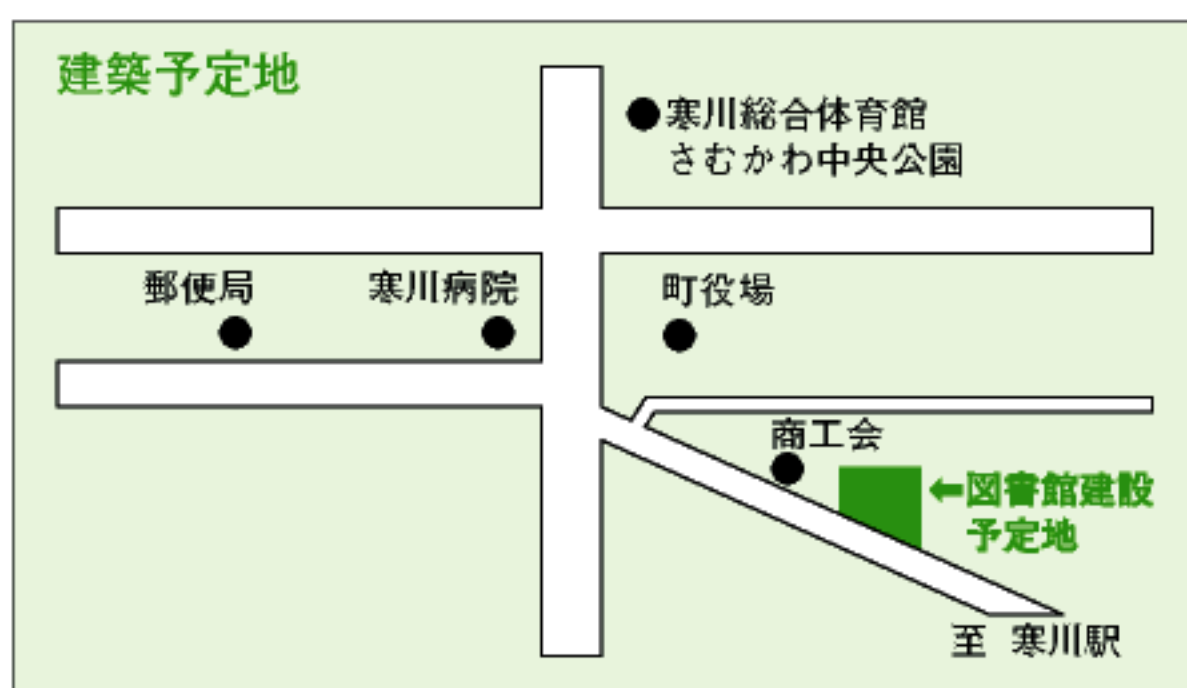 建築予定地
寒川総合体育館
さむかわ中央公園
郵便局
寒川病院
町役場
商工会
←図書館建設
予定地
至 寒川駅